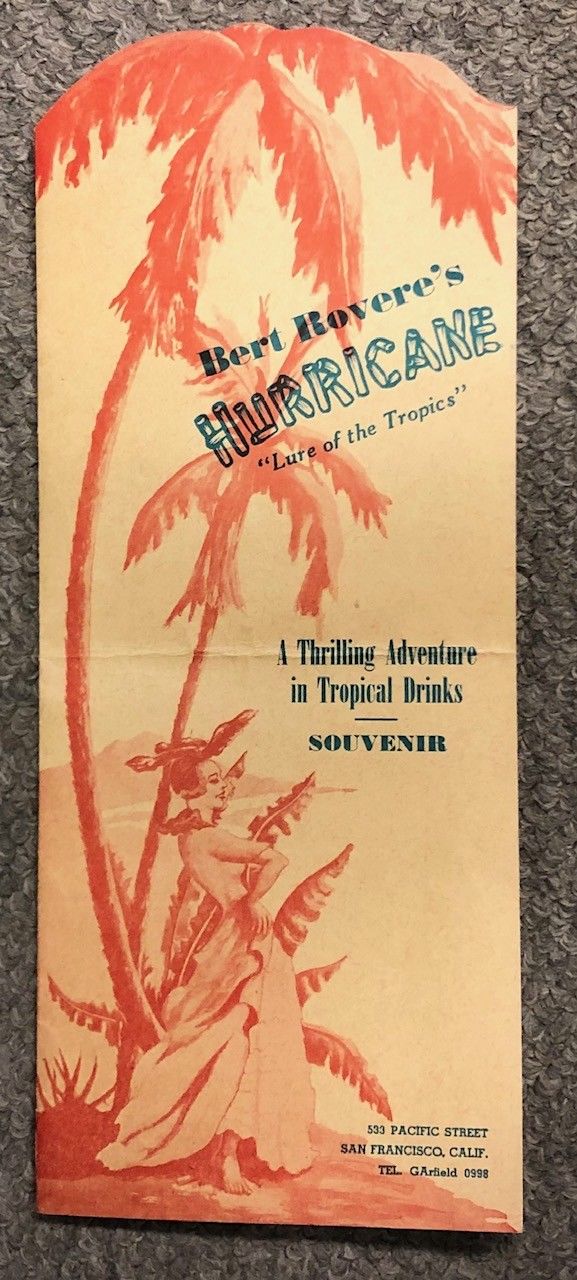 Bert Rovere's
HURRICANE
"Lure of the Tropics"
A Thrilling Adventure
in Tropical Drinks
SOUVENIR
533 PACIFIC STREET
SAN FRANCISCO, CALIF.
TEL. GArfield 0998